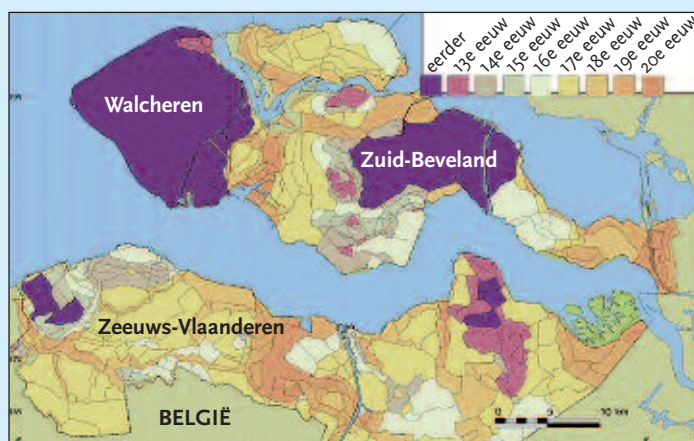 eerder
13e eeuw
14e eeuw
15e eeuw
16e eeuw
17e eeuw
18e eeuw
19e eeuw
20e eeuw
Walcheren
Zuid-Beveland
Zeeuws-Vlaanderen
BELGIË
0 5 10 km